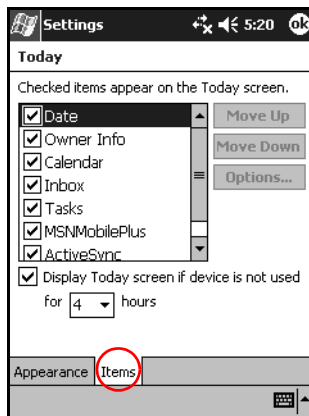 Settings 5:20 ok
Today
Checked items appear on the Today screen.
Date
Owner Info
Calendar
Inbox
Tasks
MSNMobilePlus
ActiveSync
Move Up
Move Down
Options...
Display Today screen if device is not used
for 4 hours
Appearance Items